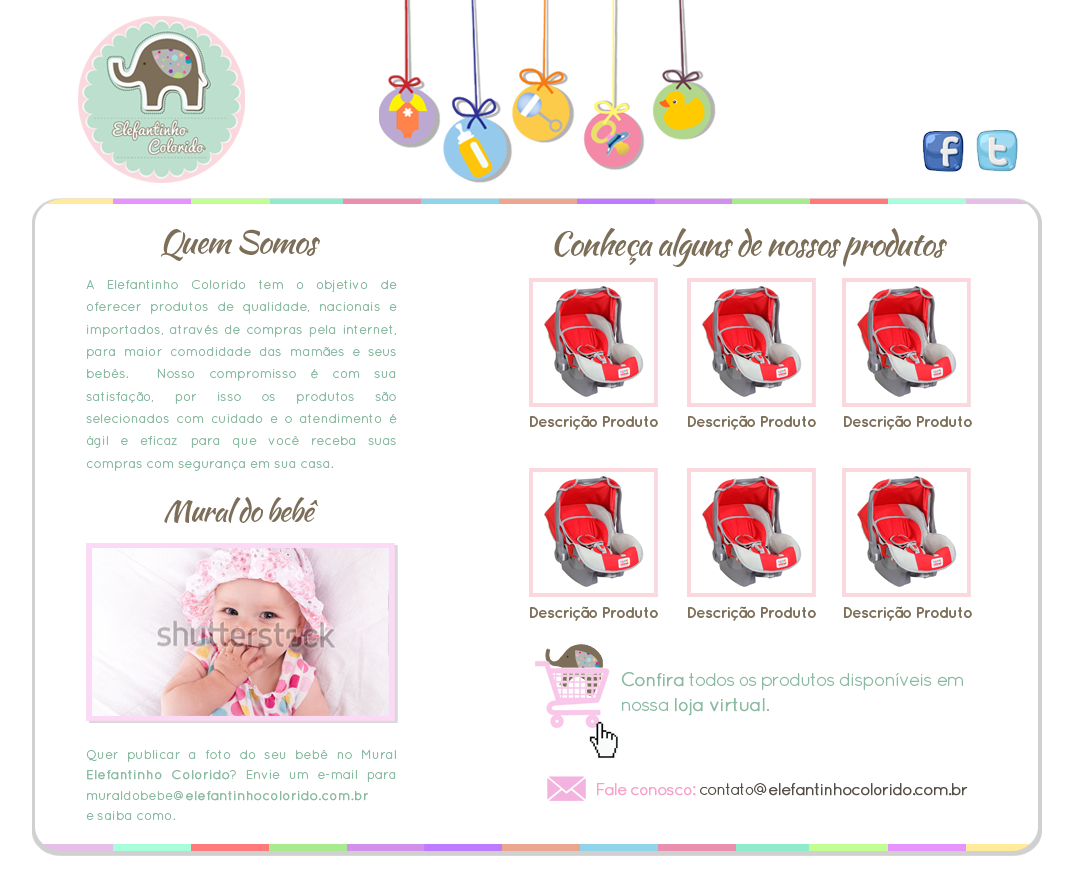 Elefantinho
Colorido
f
t
Quem Somos
A Elefantinho Colorido tem o objetivo de
oferecer produtos de qualidade, nacionais e
importados, através de compras pela internet,
para maior comodidade das mamães e seus
bebês. Nosso compromisso é com sua
satisfação, por isso os produtos são
selecionados com cuidado e o atendimento é
ágil e eficaz para que você receba suas
compras com segurança em sua casa.
Mural do bebê
shutterstock
Quer publicar a foto do seu bebê no Mural
Elefantinho Colorido? Envie um e-mail para
muraldobebe@elefantinhocolorido.com.br
e saiba como.
Conheça alguns de nossos produtos
Descrição Produto
Descrição Produto
Descrição Produto
Descrição Produto
Descrição Produto
Descrição Produto
Confira todos os produtos disponíveis em
nossa loja virtual.
Fale conosco: contato@elefantinhocolorido.com.br